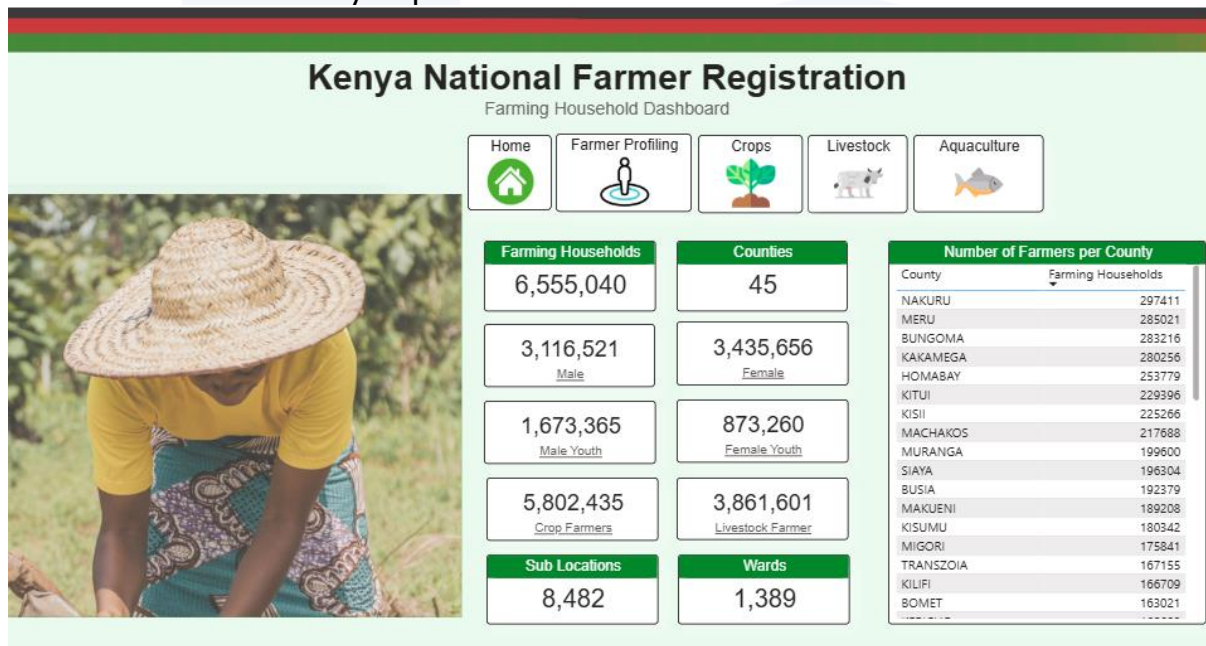 Kenya National Farmer Registration
Farming Household Dashboard
Home
Farmer Profiling
Crops
Livestock
Aquaculture
Farming Households
6,555,040
Counties
45
3,116,521
Male
3,435,656
Female
1,673,365
Male Youth
873,260
Female Youth
5,802,435
Crop Farmers
3,861,601
Livestock Farmer
Sub Locations
8,482
Wards
1,389
Number of Farmers per County
County Farming Households
NAKURU 297411
MERU 285021
BUNGOMA 283216
KAKAMEGA 280256
HOMABAY 253779
KITUI 229396
KISII 225266
MACHAKOS 217688
MURANGA 199600
SIAYA 196304
BUSIA 192379
MAKUENI 189208
KISUMU 180342
MIGORI 175841
TRANSZOIA 167155
KILIFI 166709
BOMET 163021